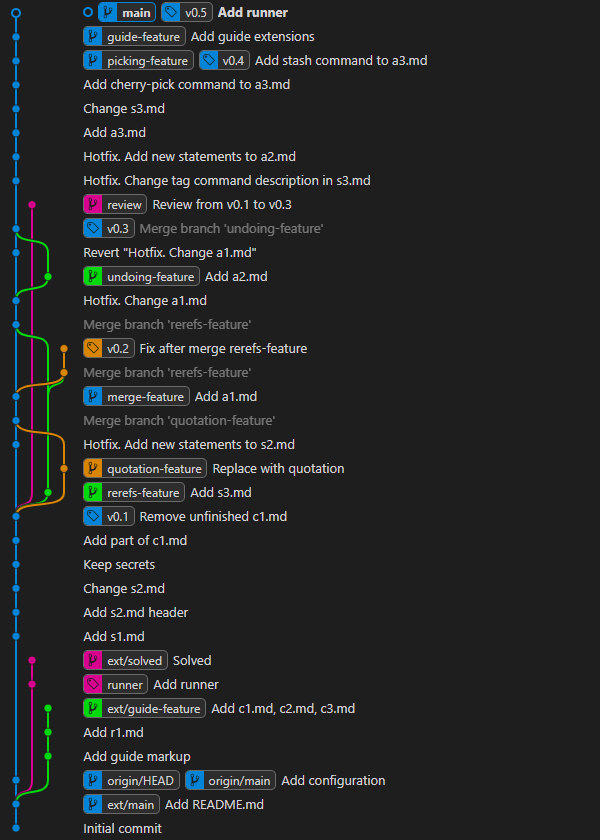 main v0.5 Add runner
guide-feature Add guide extensions
picking-feature v0.4 Add stash command to a3.md
Add cherry-pick command to a3.md
Change s3.md
Add a3.md
Hotfix. Add new statements to a2.md
Hotfix. Change tag command description in s3.md
review Review from v0.1 to v0.3
v0.3 Merge branch 'undoing-feature'
Revert "Hotfix. Change a1.md"
undoing-feature Add a2.md
Hotfix. Change a1.md
Merge branch 'rerefs-feature'
v0.2 Fix after merge rerefs-feature
Merge branch 'rerefs-feature'
merge-feature Add a1.md
Merge branch 'quotation-feature'
Hotfix. Add new statements to s2.md
quotation-feature Replace with quotation
rerefs-feature Add s3.md
v0.1 Remove unfinished c1.md
Add part of c1.md
Keep secrets
Change s2.md
Add s2.md header
Add s1.md
ext/solved Solved
runner Add runner
ext/guide-feature Add c1.md, c2.md, c3.md
Add r1.md
Add guide markup
origin/HEAD origin/main Add configuration
ext/main Add README.md
Initial commit